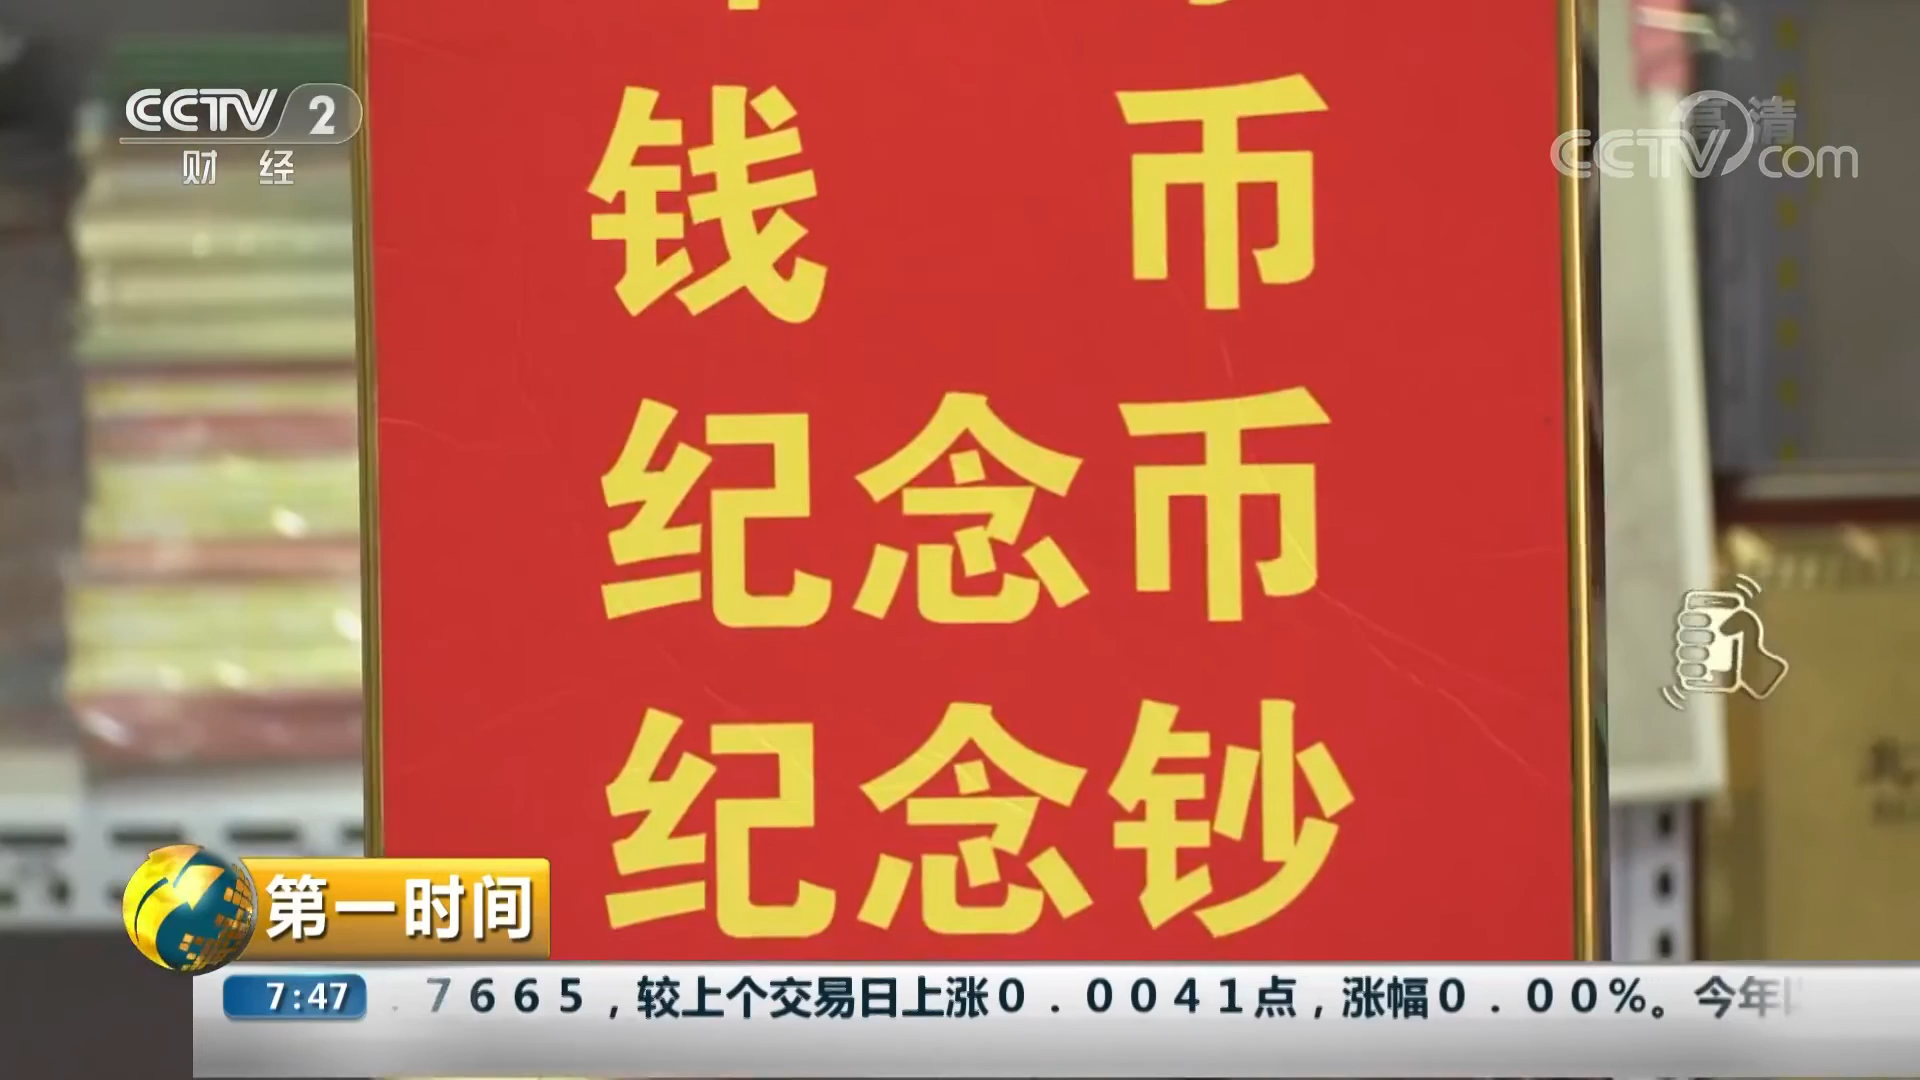 CCTV 2
财 经
高清
CCTV com
钱 币
纪念币
纪念钞
第一时间
7:47
.7665，较上个交易日上涨0.0041点，涨幅0.00%。今年